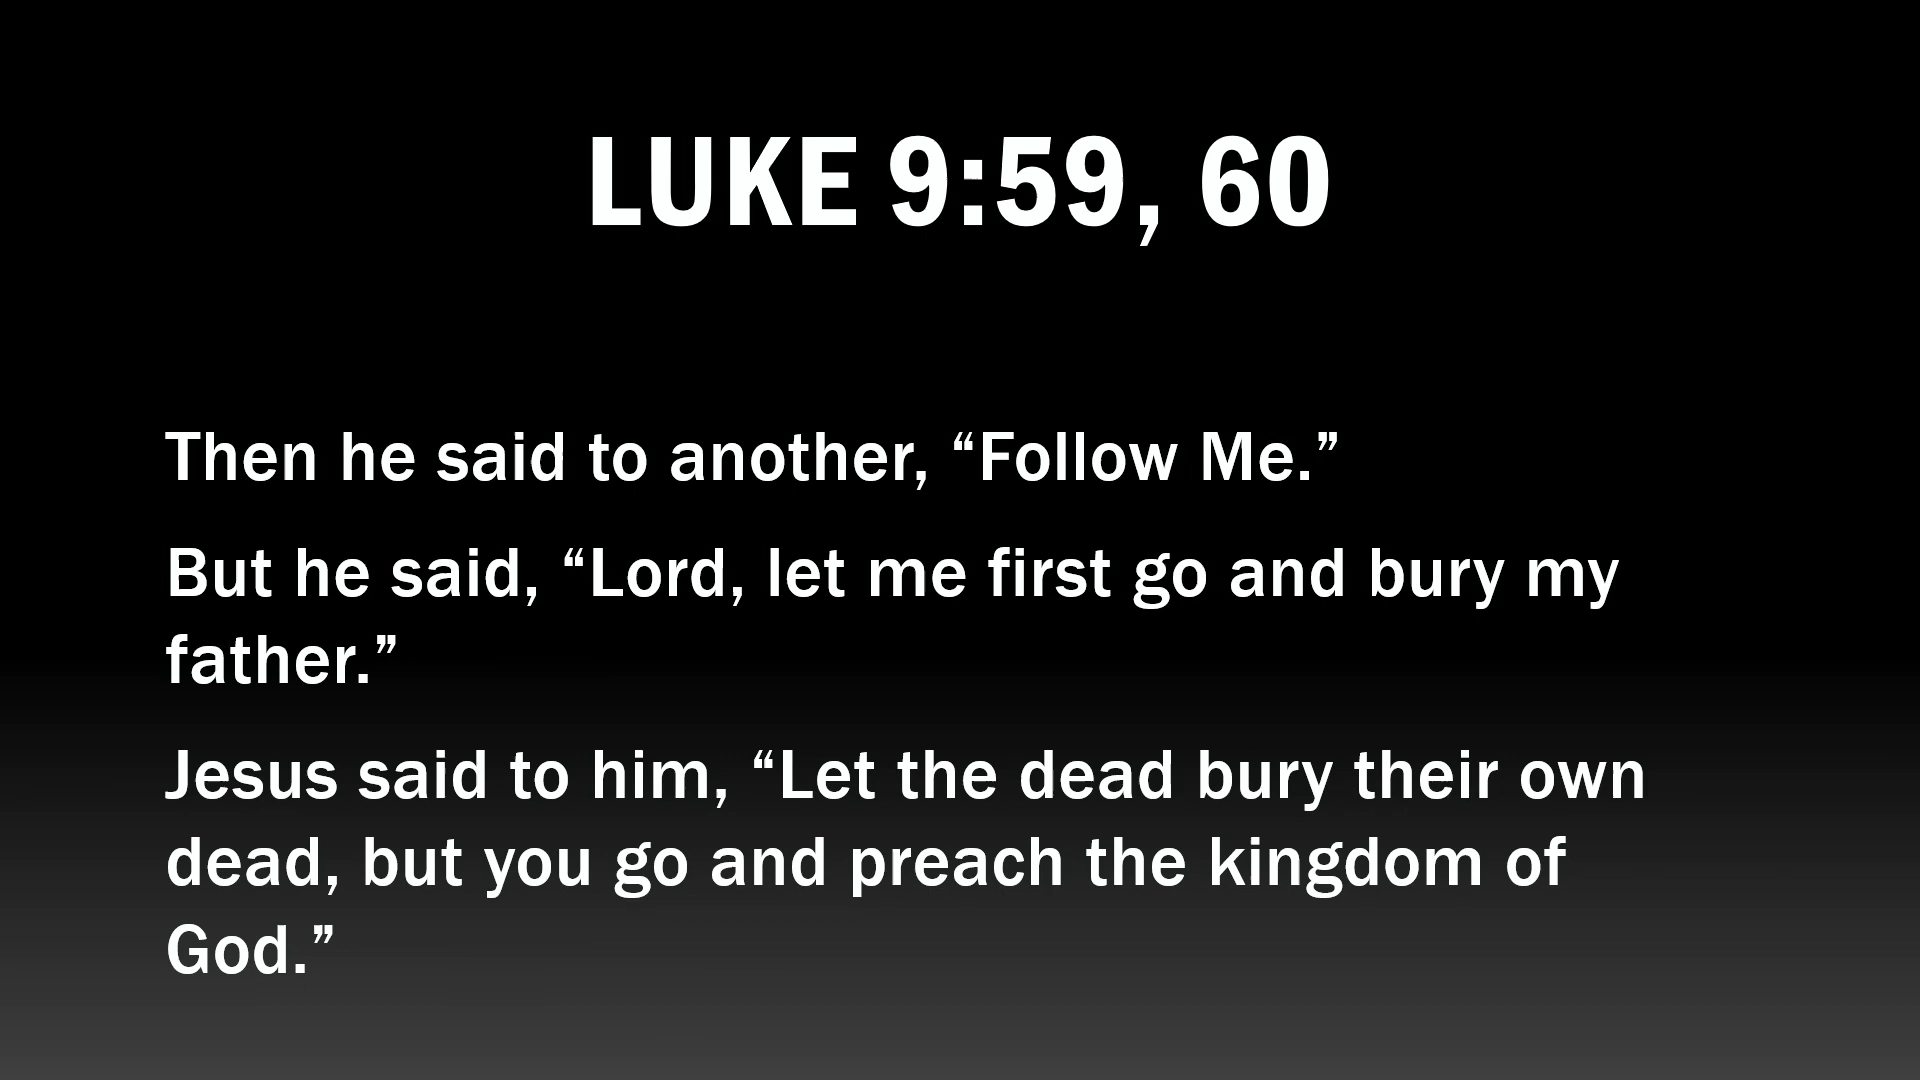 LUKE 9:59, 60
Then he said to another, “Follow Me.”
But he said, “Lord, let me first go and bury my
father.”
Jesus said to him, “Let the dead bury their own
dead, but you go and preach the kingdom of
God.”